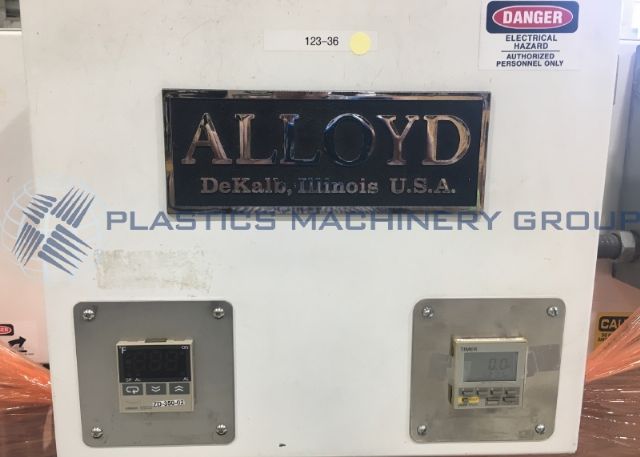 DANGER
ELECTRICAL
HAZARD
AUTHORIZED
PERSONNEL ONLY
123-36
ALLOYD
DeKalb, Illinois U.S.A.
PLASTICS MACHINERY GROUP
F
TIMER
0.0